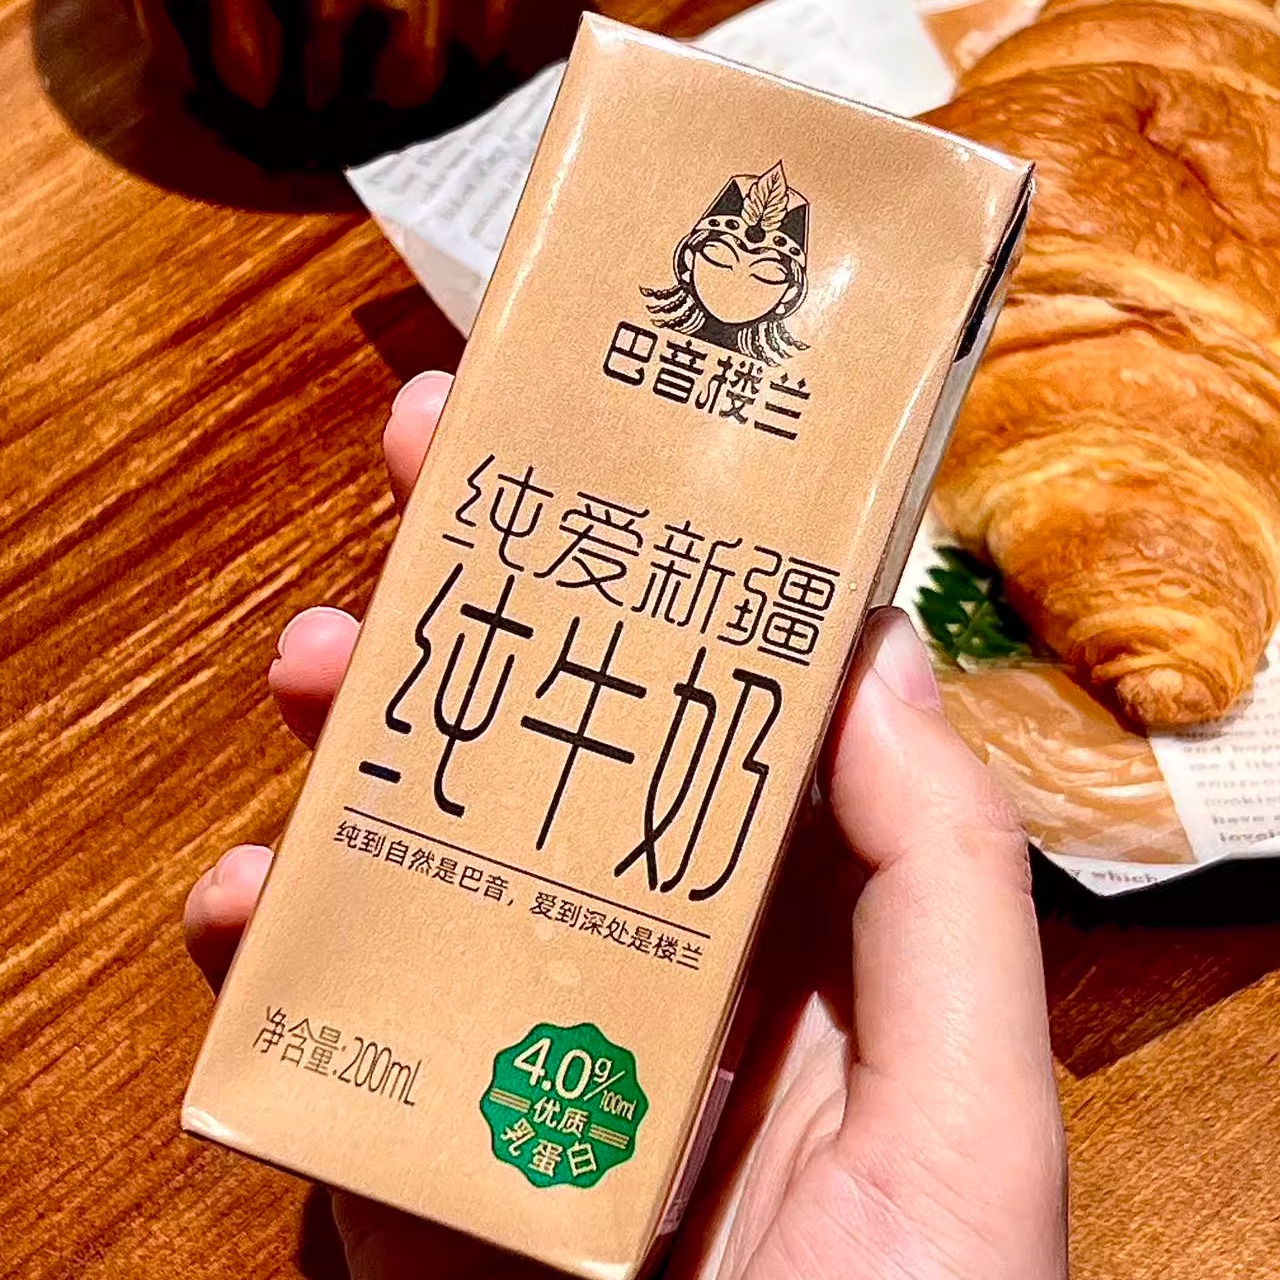 巴音楼兰
纯爱新疆
纯牛奶
纯到自然是巴音，爱到深处是楼兰
净含量:200mL
4.0g/100ml
优质
乳蛋白
which